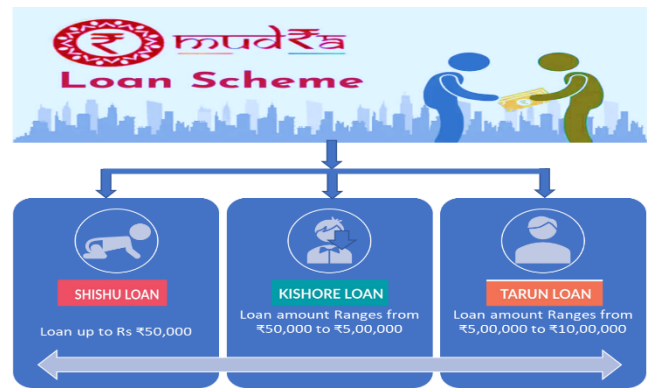 ₹ mudRa
Loan Scheme
SHISHU LOAN
Loan up to Rs ₹50,000
KISHORE LOAN
Loan amount Ranges from
₹50,000 to ₹5,00,000
TARUN LOAN
Loan amount Ranges from
₹5,00,000 to ₹10,00,000